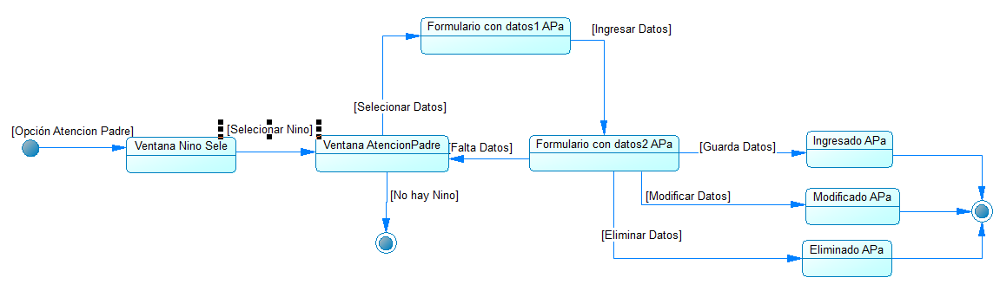 Formulario con datos1 APa
[Ingresar Datos]
[Selecionar Datos]
[Opción Atencion Padre]
[Selecionar Nino]
Ventana Nino Sele
Ventana AtencionPadre
[Falta Datos]
Formulario con datos2 APa
[Guarda Datos]
Ingresado APa
[No hay Nino]
[Modificar Datos]
Modificado APa
[Eliminar Datos]
Eliminado APa